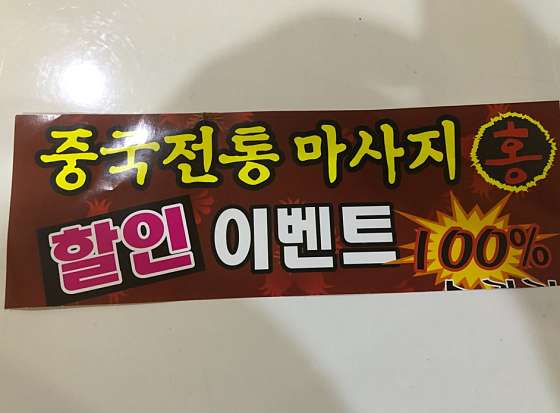 중국전통 마사지 홍
할인 이벤트 100%